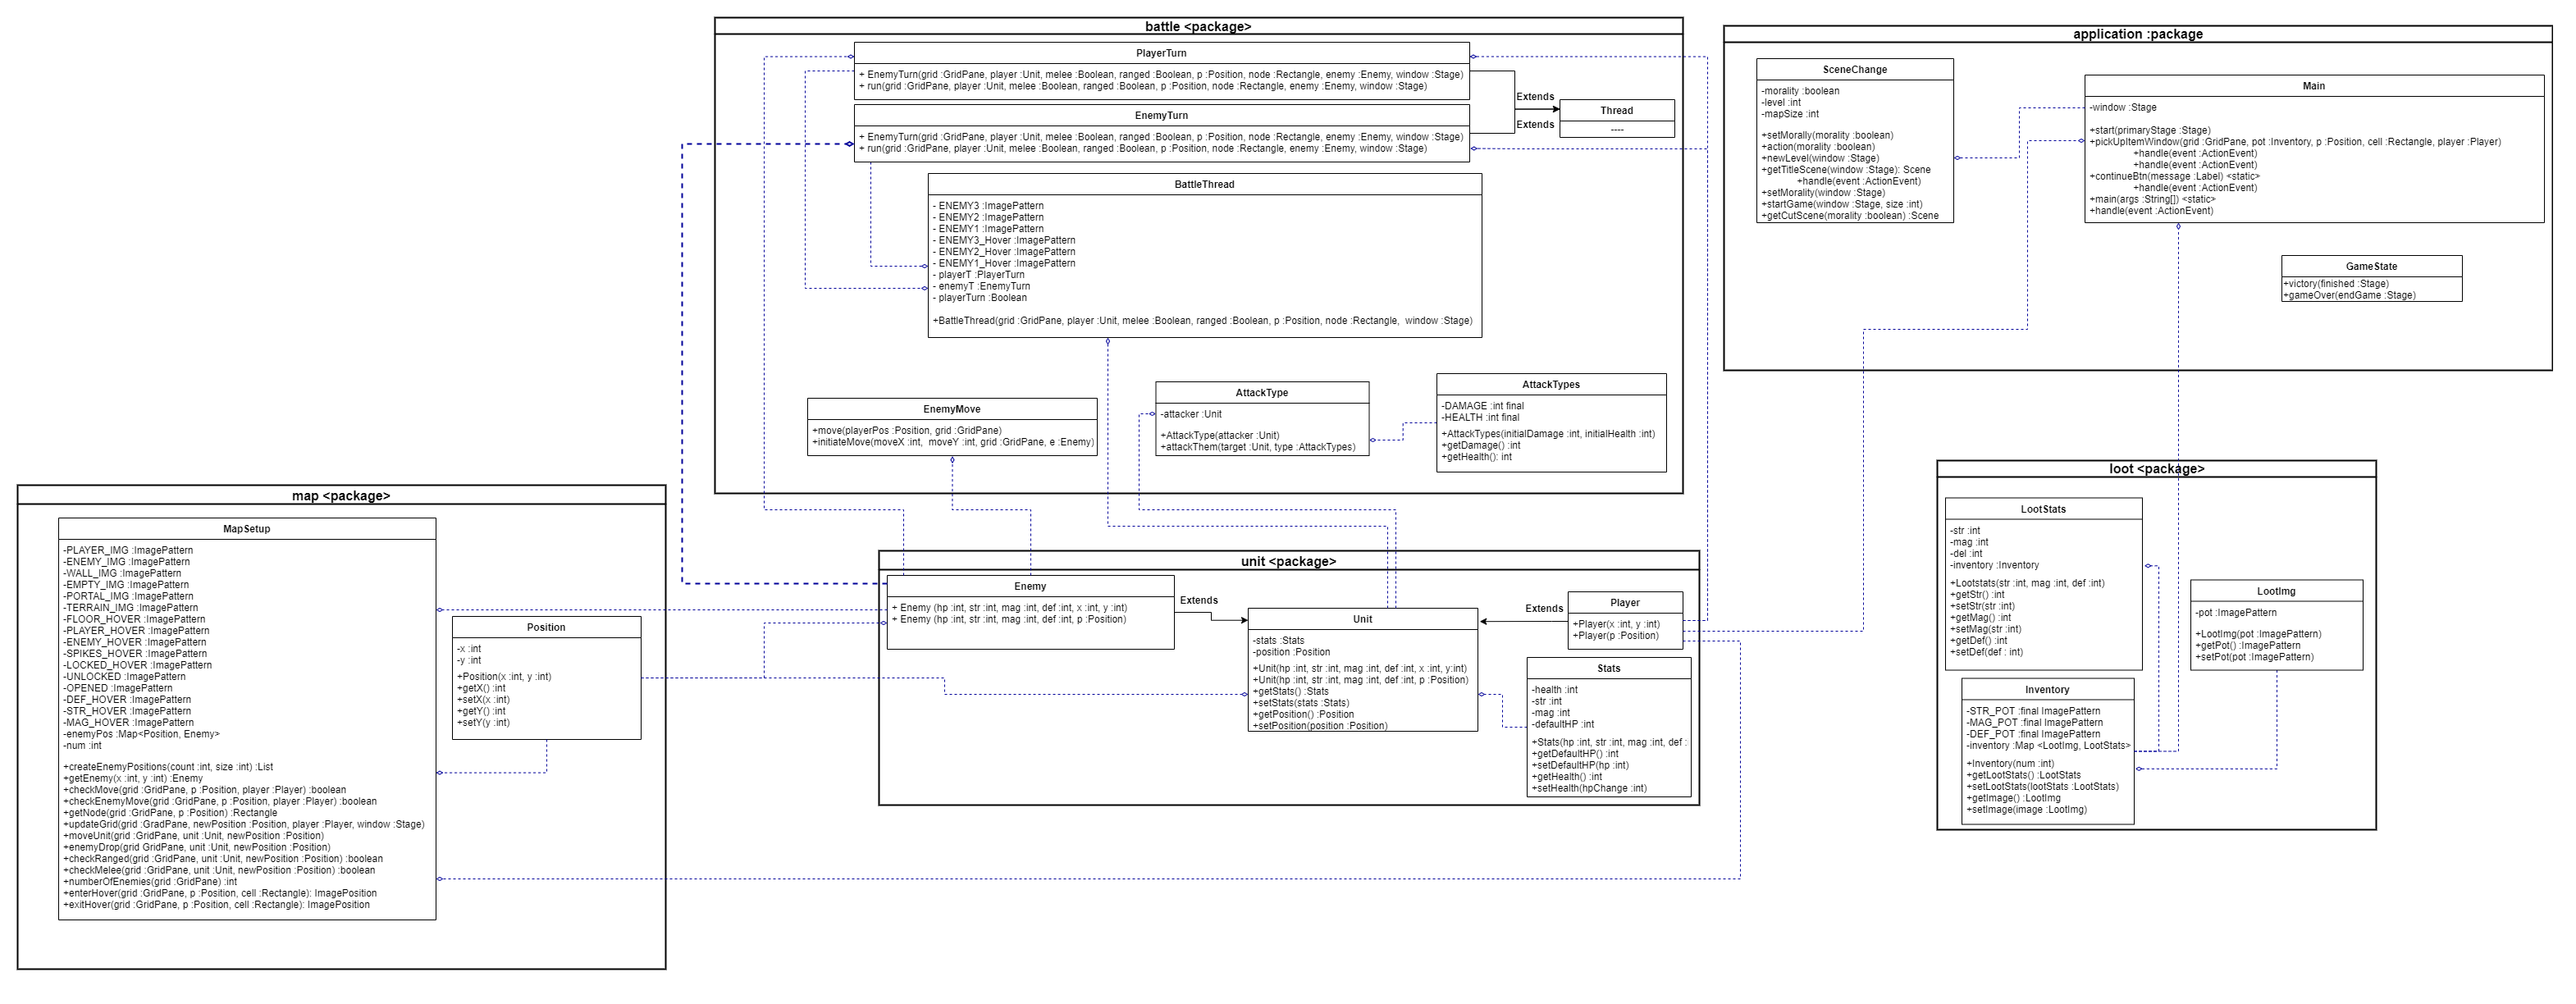 battle <package>
PlayerTurn
+ EnemyTurn(grid :GridPane, player :Unit, melee :Boolean, ranged :Boolean, p :Position, node :Rectangle, enemy :Enemy, window :Stage)
+ run(grid :GridPane, player :Unit, melee :Boolean, ranged :Boolean, p :Position, node :Rectangle, enemy :Enemy, window :Stage)
EnemyTurn
+ EnemyTurn(grid :GridPane, player :Unit, melee :Boolean, ranged :Boolean, p :Position, node :Rectangle, enemy :Enemy, window :Stage)
+ run(grid :GridPane, player :Unit, melee :Boolean, ranged :Boolean, p :Position, node :Rectangle, enemy :Enemy, window :Stage)
Extends
Extends
Thread
----
BattleThread
- ENEMY3 :ImagePattern
- ENEMY2 :ImagePattern
- ENEMY1 :ImagePattern
- ENEMY3_Hover :ImagePattern
- ENEMY2_Hover :ImagePattern
- ENEMY1_Hover :ImagePattern
- playerT :PlayerTurn
- enemyT :EnemyTurn
- playerTurn :Boolean
+BattleThread(grid :GridPane, player :Unit, melee :Boolean, ranged :Boolean, p :Position, node :Rectangle,  window :Stage)
EnemyMove
+move(playerPos :Position, grid :GridPane)
+initiateMove(moveX :int,  moveY :int, grid :GridPane, e :Enemy)
AttackType
-attacker :Unit
+AttackType(attacker :Unit)
+attackThem(target :Unit, type :AttackTypes)
AttackTypes
-DAMAGE :int final
-HEALTH :int final
+AttackTypes(initialDamage :int, initialHealth :int)
+getDamage() :int
+getHealth(): int
application :package
SceneChange
-morality :boolean
-level :int
-mapSize :int
+setMorally(morality :boolean)
+action(morality :boolean)
+newLevel(window :Stage)
+getTitleScene(window :Stage): Scene
+handle(event :ActionEvent)
+setMorality(window :Stage)
+startGame(window :Stage, size :int)
+getCutScene(morality :boolean) :Scene
Main
-window :Stage
+start(primaryStage :Stage)
+pickUpItemWindow(grid :GridPane, pot :Inventory, p :Position, cell :Rectangle, player :Player)
+handle(event :ActionEvent)
+handle(event :ActionEvent)
+continueBtn(message :Label) <static>
+handle(event :ActionEvent)
+main(args :String[]) <static>
+handle(event :ActionEvent)
GameState
+victory(finished :Stage)
+gameOver(endGame :Stage)
map <package>
MapSetup
-PLAYER_IMG :ImagePattern
-ENEMY_IMG :ImagePattern
-WALL_IMG :ImagePattern
-EMPTY_IMG :ImagePattern
-PORTAL_IMG :ImagePattern
-TERRAIN_IMG :ImagePattern
-FLOOR_HOVER :ImagePattern
-PLAYER_HOVER :ImagePattern
-ENEMY_HOVER :ImagePattern
-SPIKES_HOVER :ImagePattern
-LOCKED_HOVER :ImagePattern
-UNLOCKED :ImagePattern
-OPENED :ImagePattern
-DEF_HOVER :ImagePattern
-STR_HOVER :ImagePattern
-MAG_HOVER :ImagePattern
-enemyPos :Map<Position, Enemy>
-num :int
+createEnemyPositions(count :int, size :int) :List
+getEnemy(x :int, y :int) :Enemy
+checkMove(grid :GridPane, p :Position, player :Player) :boolean
+checkEnemyMove(grid :GridPane, p :Position, player :Player) :boolean
+getNode(grid :GridPane, p :Position) :Rectangle
+updateGrid(grid :GradPane, newPosition :Position, player :Player, window :Stage)
+moveUnit(grid :GridPane, unit :Unit, newPosition :Position)
+enemyDrop(grid GridPane, unit :Unit, newPosition :Position)
+checkRanged(grid :GridPane, unit :Unit, newPosition :Position) :boolean
+checkMelee(grid :GridPane, unit :Unit, newPosition :Position) :boolean
+numberOfEnemies(grid :GridPane) :int
+enterHover(grid :GridPane, p :Position, cell :Rectangle): ImagePosition
+exitHover(grid :GridPane, p :Position, cell :Rectangle): ImagePosition
Position
-x :int
-y :int
+Position(x :int, y :int)
+getX() :int
+setX(x :int)
+getY() :int
+setY(y :int)
unit <package>
Enemy
+ Enemy (hp :int, str :int, mag :int, def :int, x :int, y :int)
+ Enemy (hp :int, str :int, mag :int, def :int, p :Position)
Extends
Unit
-stats :Stats
-position :Position
+Unit(hp :int, str :int, mag :int, def :int, x :int, y:int)
+Unit(hp :int, str :int, mag :int, def :int, p :Position)
+getStats() :Stats
+setStats(stats :Stats)
+getPosition() :Position
+setPosition(position :Position)
Extends
Player
+Player(x :int, y :int)
+Player(p :Position)
Stats
-health :int
-str :int
-mag :int
-defaultHP :int
+Stats(hp :int, str :int, mag :int, def :
+getDefaultHP() :int
+setDefaultHP(hp :int)
+getHealth() :int
+setHealth(hpChange :int)
loot <package>
LootStats
-str :int
-mag :int
-del :int
-inventory :Inventory
+Lootstats(str :int, mag :int, def :int)
+getStr() :int
+setStr(str :int)
+getMag() :int
+setMag(str :int)
+getDef() :int
+setDef(def : int)
LootImg
-pot :ImagePattern
+LootImg(pot :ImagePattern)
+getPot() :ImagePattern
+setPot(pot :ImagePattern)
Inventory
-STR_POT :final ImagePattern
-MAG_POT :final ImagePattern
-DEF_POT :final ImagePattern
-inventory :Map <LootImg, LootStats>
+Inventory(num :int)
+getLootStats() :LootStats
+setLootStats(lootStats :LootStats)
+getImage() :LootImg
+setImage(image :LootImg)